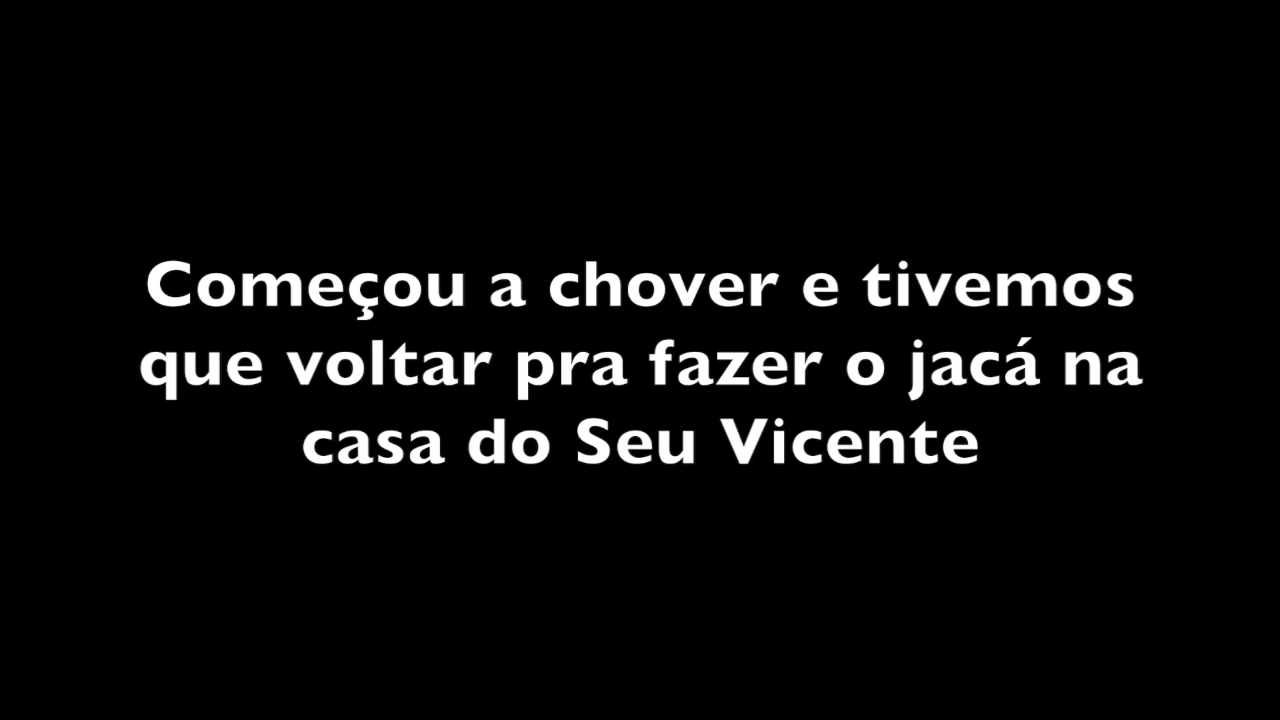 Começou a chover e tivemos
que voltar pra fazer o jacá na
casa do Seu Vicente